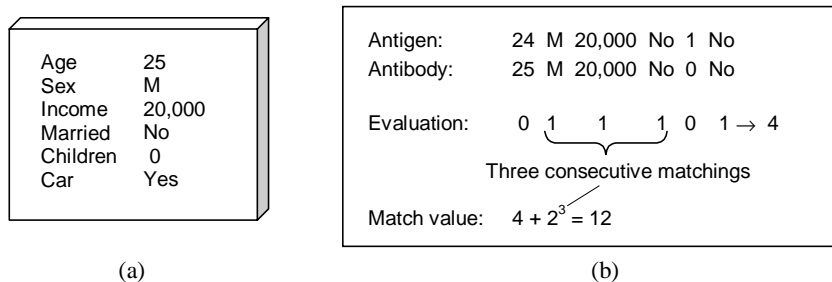 Age 25
Sex M
Income 20,000
Married No
Children 0
Car Yes
(a)
Antigen: 24 M 20,000 No 1 No
Antibody: 25 M 20,000 No 0 No
Evaluation: 0 1 1 1 0 1 → 4
Three consecutive matchings
Match value: 4 + 2³ = 12
(b)